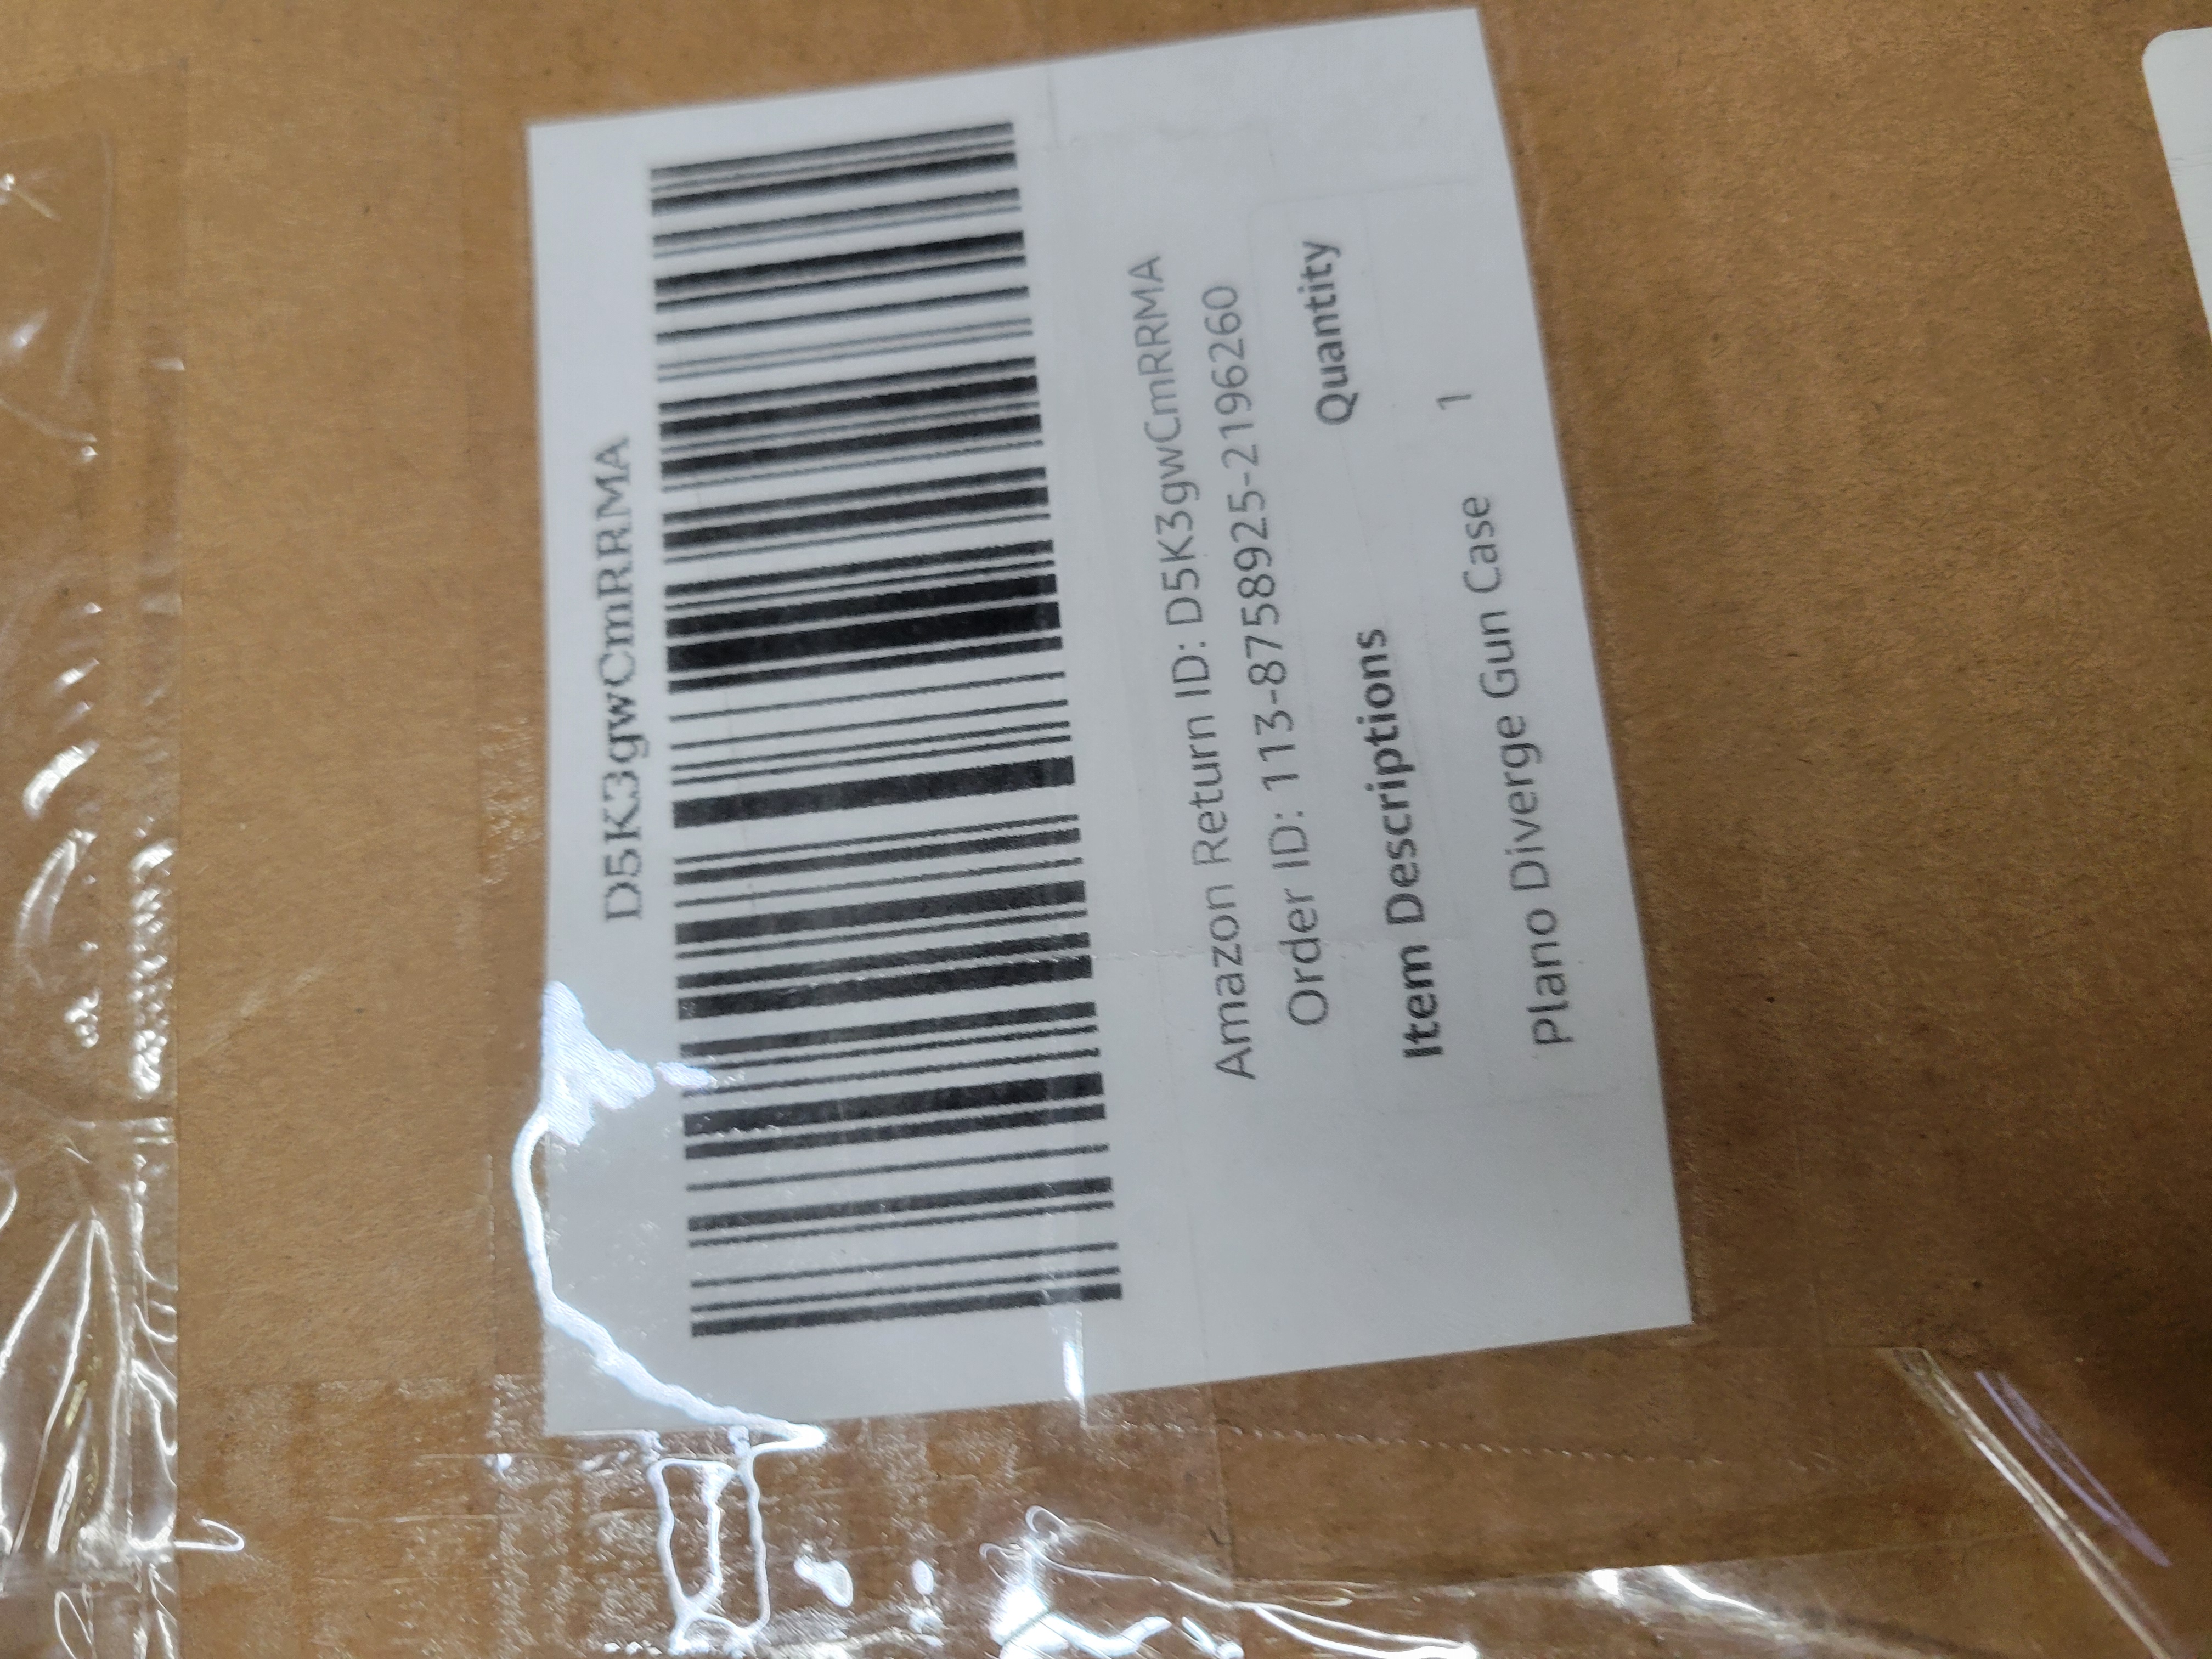 D5K3gwCmRRMA
Amazon Return ID: D5K3gwCmRRMA
Order ID: 113-8758925-2196260
Item Descriptions Quantity
Plano Diverge Gun Case 1